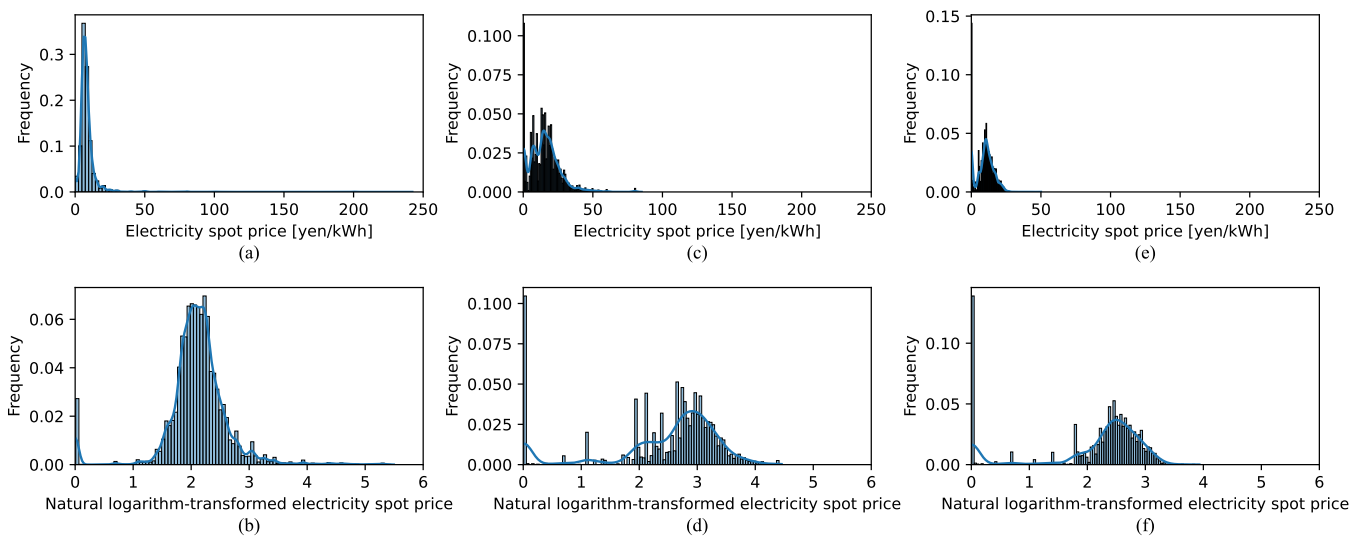 0.3
0.2
0.1
0.0
Frequency
0 50 100 150 200 250
Electricity spot price [yen/kWh]
(a)
0.100
0.075
0.050
0.025
0.000
Frequency
0 50 100 150 200 250
Electricity spot price [yen/kWh]
(c)
0.15
0.10
0.05
0.00
Frequency
0 50 100 150 200 250
Electricity spot price [yen/kWh]
(e)
0.06
0.04
0.02
0.00
Frequency
0 1 2 3 4 5 6
Natural logarithm-transformed electricity spot price
(b)
0.100
0.075
0.050
0.025
0.000
Frequency
0 1 2 3 4 5 6
Natural logarithm-transformed electricity spot price
(d)
0.10
0.05
0.00
Frequency
0 1 2 3 4 5 6
Natural logarithm-transformed electricity spot price
(f)